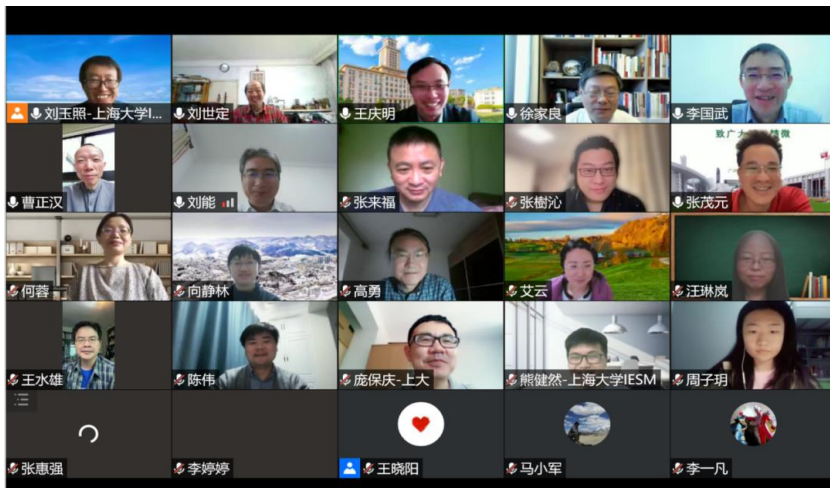 刘玉照-上海大学I...
刘世定
王庆明
徐家良
李国武
曹正汉
刘能
张来福
张樹沁
致广大 精微
张茂元
何蓉
向静林
高勇
艾云
汪琳岚
王水雄
陈伟
庞保庆-上大
熊健然-上海大学IESM
周子玥
张惠强
李婷婷
王晓阳
马小军
李一凡